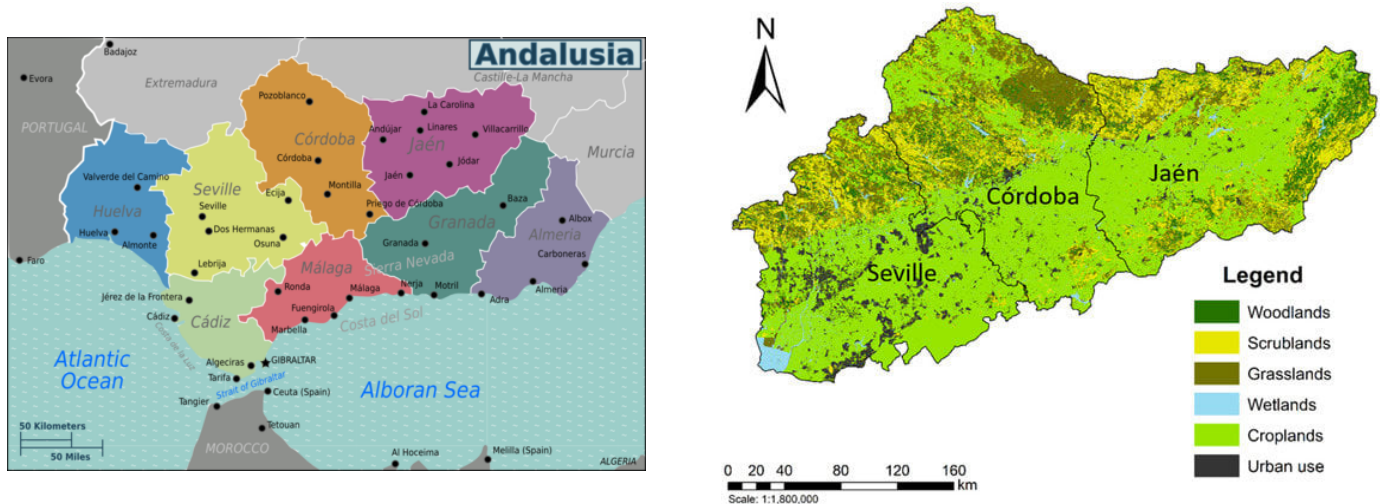 Andalusia
Badajoz
Evora
Extremadura
Castille-La Mancha
PORTUGAL
Pozoblanco
La Carolina
Córdoba
Andújar
Linares
Villacarrillo
Jaén
Murcia
Córdoba
Jódar
Valverde del Camino
Seville
Jaén
Ecija
Montilla
Huelva
Seville
Priego de Córdoba
Baza
Granada
Albox
Huelva
Almonte
Dos Hermanas
Osuna
Granada
Almeria
Málaga
Sierra Nevada
Carboneras
Faro
Lebrija
Ronda
Málaga
Nerja
Motril
Adra
Almeria
Jérez de la Frontera
Fuengirola
Cádiz
Cádiz
Marbella
Costa del Sol
Costa de la Luz
Atlantic
Ocean
Algeciras
GIBRALTAR
Tarifa
Strait of Gibraltar
Alboran Sea
Tangier
Ceuta (Spain)
50 Kilometers
50 Miles
Tetouan
MOROCCO
Al Hoceima
Melilla (Spain)
ALGERIA
N
Jaén
Córdoba
Seville
Legend
Woodlands
Scrublands
Grasslands
Wetlands
Croplands
Urban use
0 20 40 80 120 160
km
Scale: 1:1,800,000